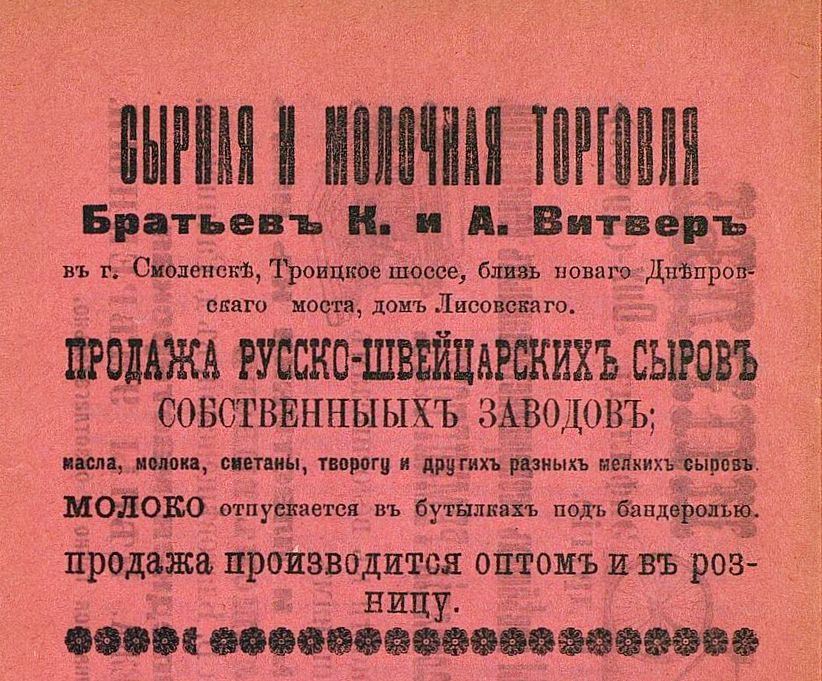 СЫРНАЯ И МОЛОЧНАЯ ТОРГОВЛЯ
Братьевъ К. и А. Витверъ
въ г. Смоленскѣ, Троицкое шоссе, близь новаго Днѣпров-
скаго моста, домъ Лисовскаго.
ПРОДАЖА РУССКО-ШВЕЙЦАРСКИХЪ СЫРОВЪ
СОБСТВЕННЫЫХЪ ЗАВОДОВЪ;
масла, молока, сметаны, творогу и другихъ разныхъ мелкихъ сыровъ.
МОЛОКО отпускается въ бутылкахъ подъ бандеролью.
продажа производится оптомъ и въ роз-
ницу.